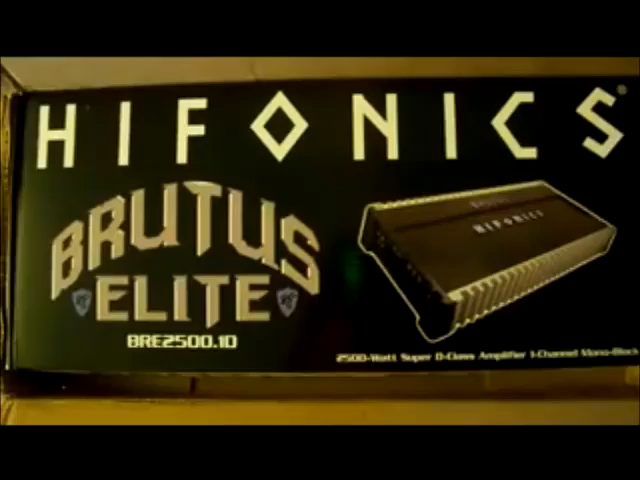 HIFONICS®
BRUTUS
ELITE
BRE2500.1D
HIFONICS
2500-Watt Super D-Class Amplifier 1-Channel Mono-Block